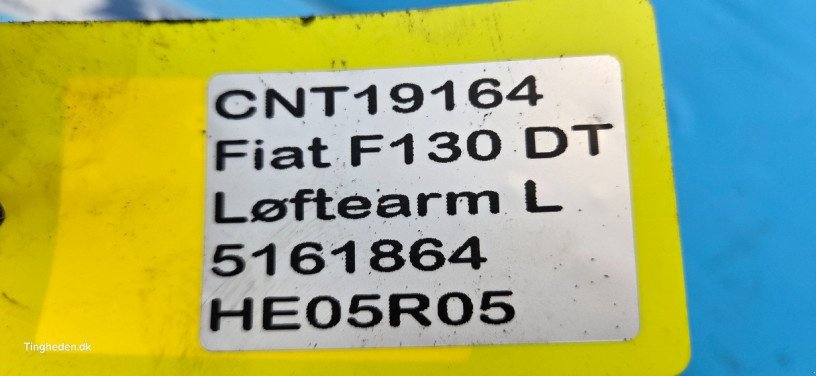 CNT19164
Fiat F130 DT
Løftearm L
5161864
HE05R05
Tingheden.dk